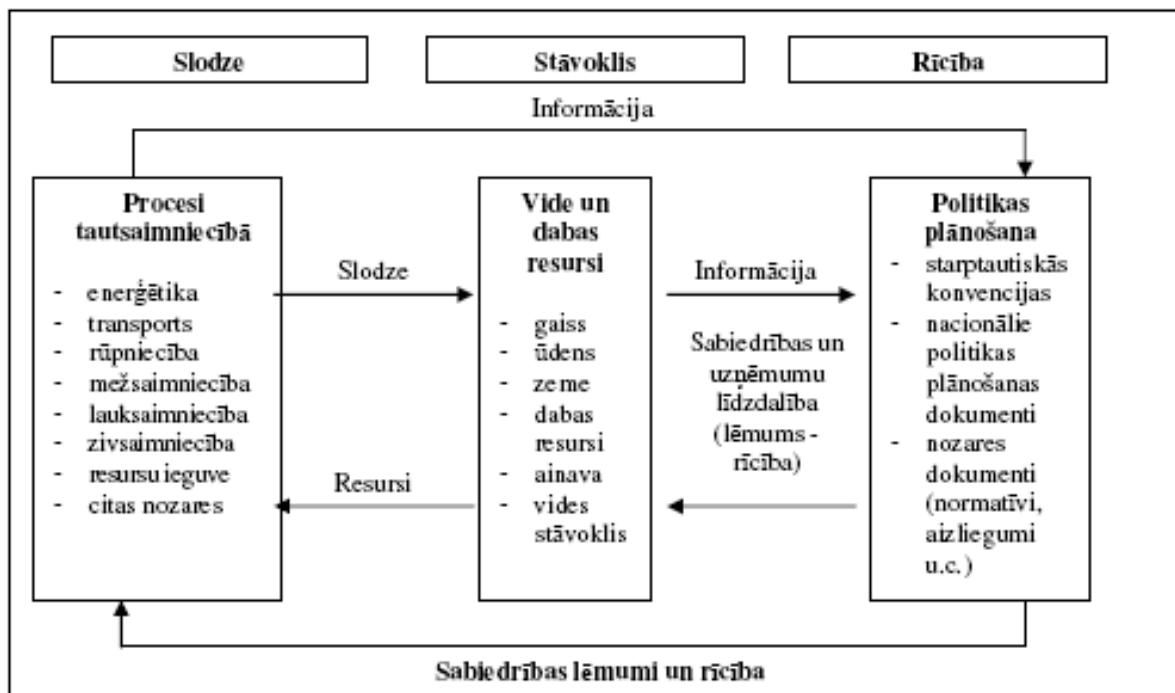 Slodze
Stāvoklis
Rīcība
Informācija
Procesi
tautsaimniecībā
- enerģētika
- transports
- rūpniecība
- mežsaimniecība
- lauksaimniecība
- zivsaimniecība
- resursu ieguve
- citas nozares
Slodze
Resursi
Vide un
dabas
resursi
- gaiss
- ūdens
- zeme
- dabas
resursi
- ainava
- vides
stāvoklis
Informācija
Sabiedrības un
uzņēmumu
līdzdalība
(lēmums -
rīcība)
Politikas
plānošana
- starptautiskās
konvencijas
- nacionālie
politikas
plānošanas
dokumenti
- nozares
dokumenti
(normatīvi,
aizliegumi
u.c.)
Sabiedrības lēmumi un rīcība